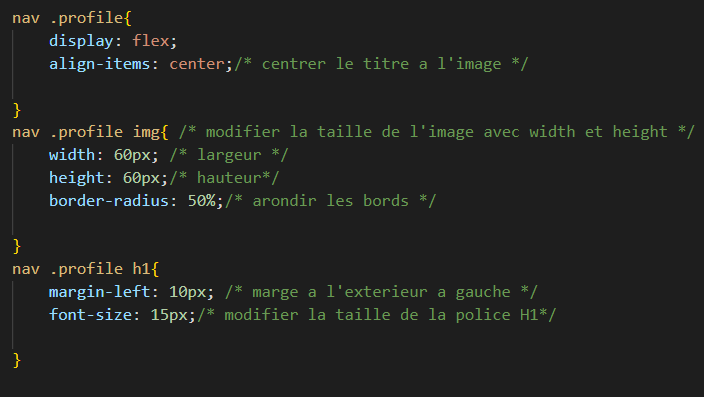 nav .profile{
display: flex;
align-items: center;/* centrer le titre a l'image */
}
nav .profile img{ /* modifier la taille de l'image avec width et height */
width: 60px; /* largeur */
height: 60px;/* hauteur*/
border-radius: 50%;/* arondir les bords */
}
nav .profile h1{
margin-left: 10px; /* marge a l'exterieur a gauche */
font-size: 15px;/* modifier la taille de la police H1*/
}